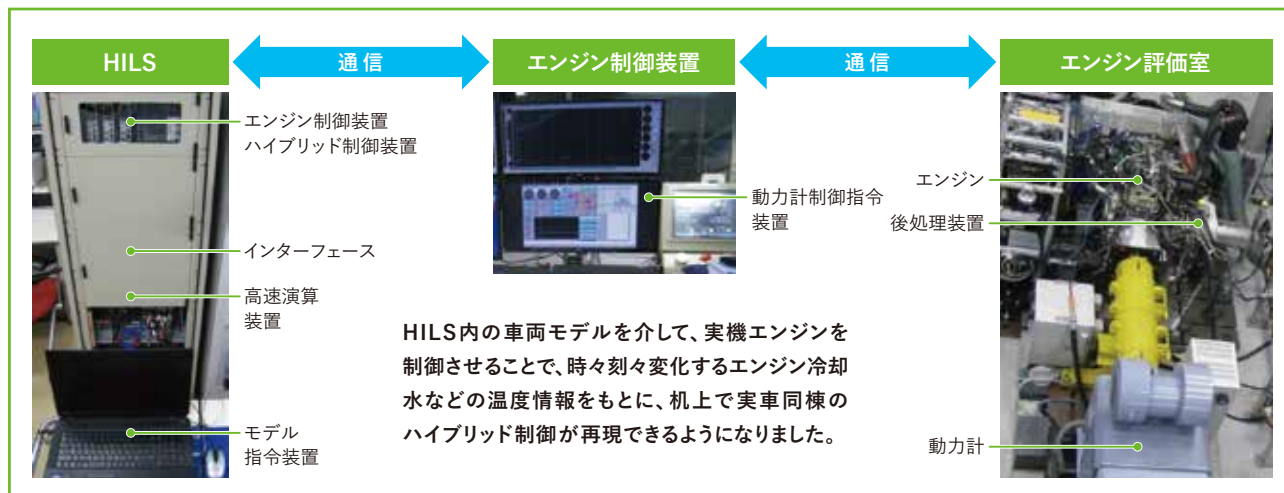 HILS
通信
エンジン制御装置
通信
エンジン評価室
エンジン制御装置
ハイブリッド制御装置
インターフェース
高速演算
装置
モデル
指令装置
動力計制御指令
装置
エンジン
後処理装置
動力計
HILS内の車両モデルを介して、実機エンジンを
制御させることで、時々刻々変化するエンジン冷却
水などの温度情報をもとに、机上で実車同棟の
ハイブリッド制御が再現できるようになりました。